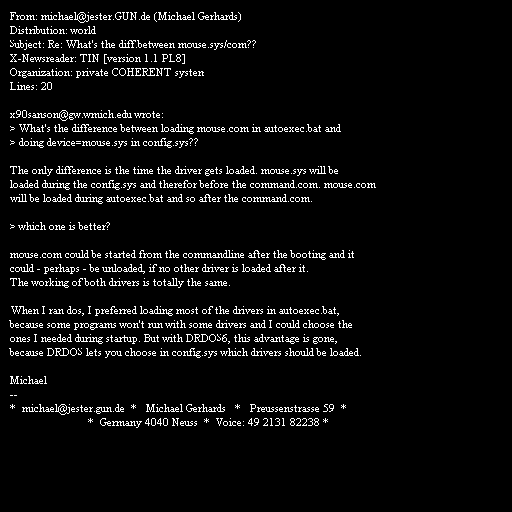 From: michael@jester.GUN.de (Michael Gerhards)
Distribution: world
Subject: Re: What's the diff.between mouse.sys/com??
X-Newsreader: TIN [version 1.1 PL8]
Organization: private COHERENT system
Lines: 20

x90sanson@gw.wmich.edu wrote:
> What's the difference between loading mouse.com in autoexec.bat and
> doing device=mouse.sys in config.sys??

The only difference is the time the driver gets loaded. mouse.sys will be
loaded during the config.sys and therefor before the command.com. mouse.com
will be loaded during autoexec.bat and so after the command.com.

> which one is better?

mouse.com could be started from the commandline after the booting and it
could - perhaps - be unloaded, if no other driver is loaded after it.
The working of both drivers is totally the same.

When I ran dos, I preferred loading most of the drivers in autoexec.bat,
because some programs won't run with some drivers and I could choose the
ones I needed during startup. But with DRDOS6, this advantage is gone,
because DRDOS lets you choose in config.sys which drivers should be loaded.

Michael
--
* michael@jester.gun.de * Michael Gerhards * Preussenstrasse 59 *
* Germany 4040 Neuss * Voice: 49 2131 82238 *